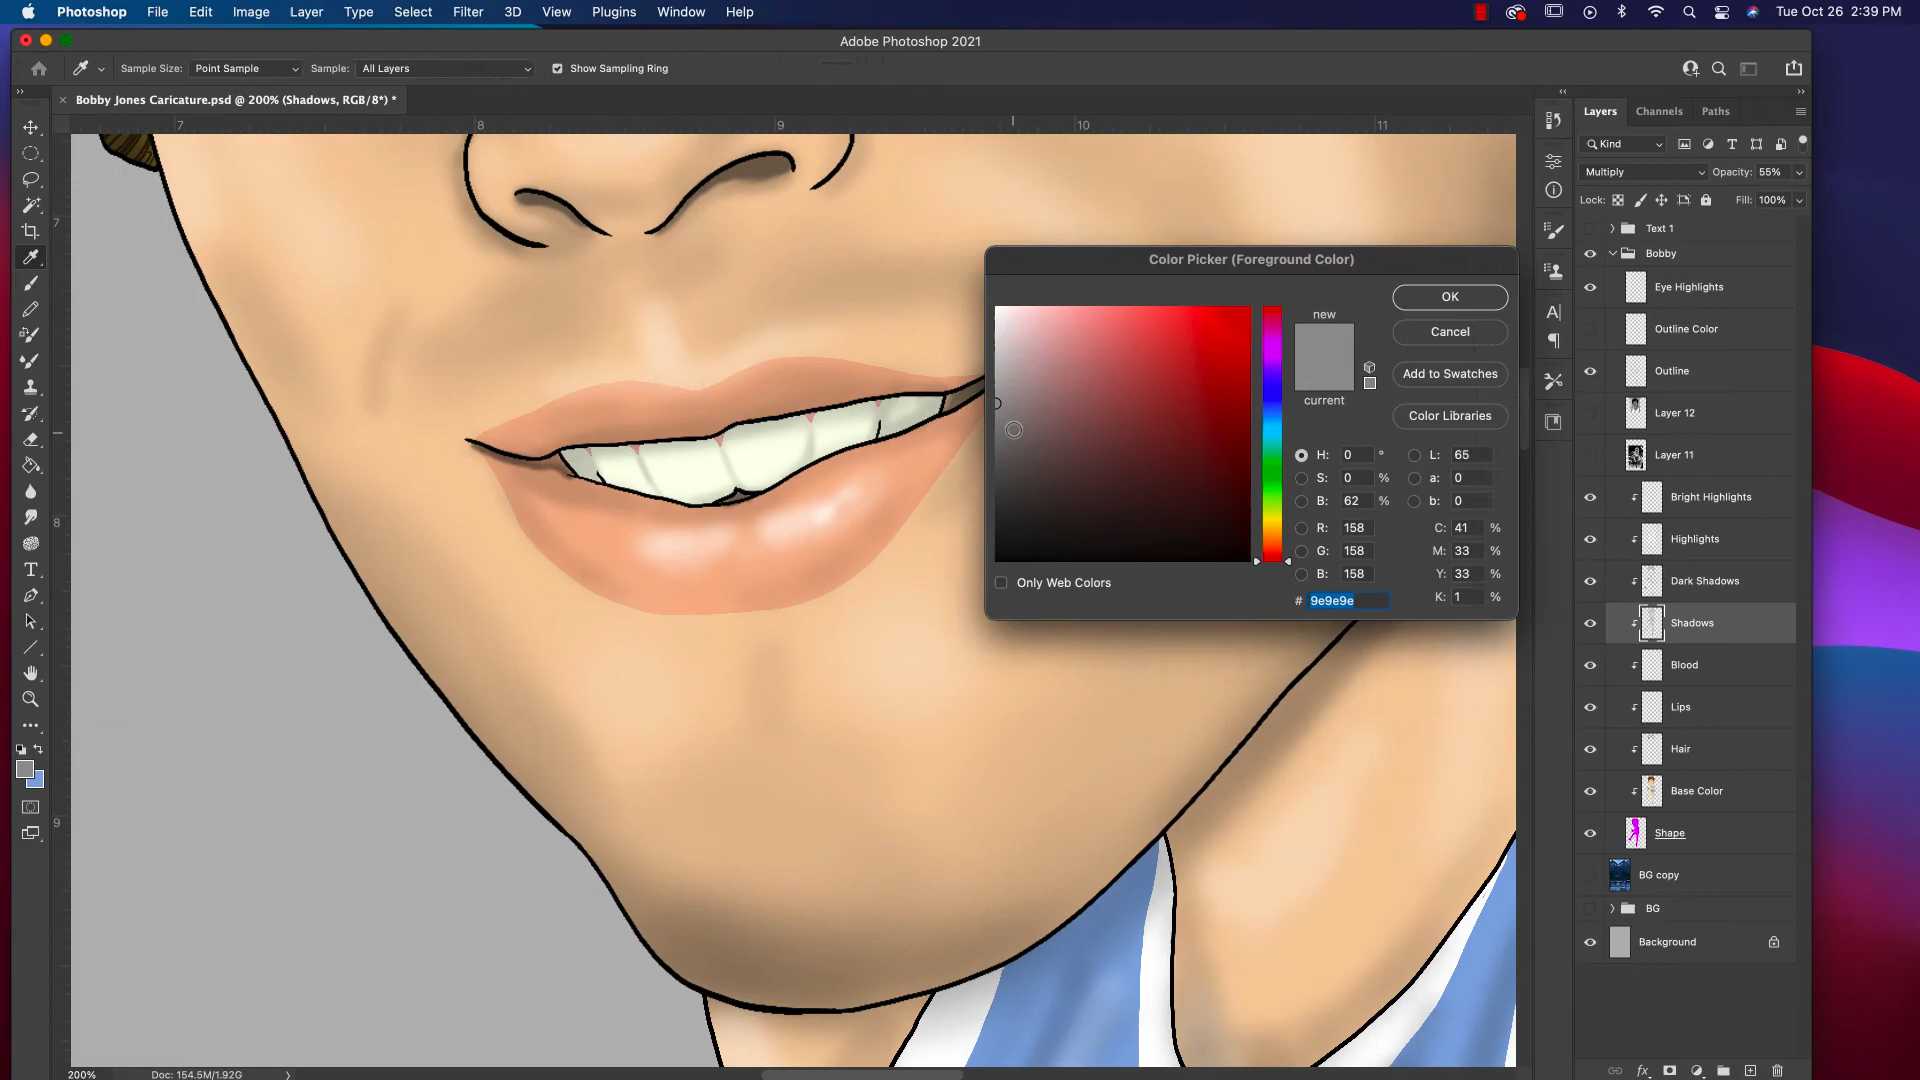 Photoshop File Edit Image Layer Type Select Filter 3D View Plugins Window Help Tue Oct 26 2:39 PM
Adobe Photoshop 2021
Sample Size: Point Sample Sample: All Layers Show Sampling Ring
Bobby Jones Caricature.psd @ 200% (Shadows, RGB/8*) *
Layers Channels Paths
7 8 9 10 11
Kind
Multiply Opacity: 55%
Lock: Fill: 100%
Text 1
Bobby
Eye Highlights
Outline Color
Outline
Layer 12
Layer 11
Bright Highlights
Highlights
Dark Shadows
Shadows
Blood
Lips
Hair
Base Color
Shape
BG copy
BG
Background
7
8
9
Color Picker (Foreground Color)
new
current
OK
Cancel
Add to Swatches
Color Libraries
H: 0 ° L: 65
S: 0 % a: 0
B: 62 % b: 0
R: 158 C: 41 %
G: 158 M: 33 %
B: 158 Y: 33 %
# 9e9e9e K: 1 %
Only Web Colors
200% Doc: 154.5M/1.92G
fx